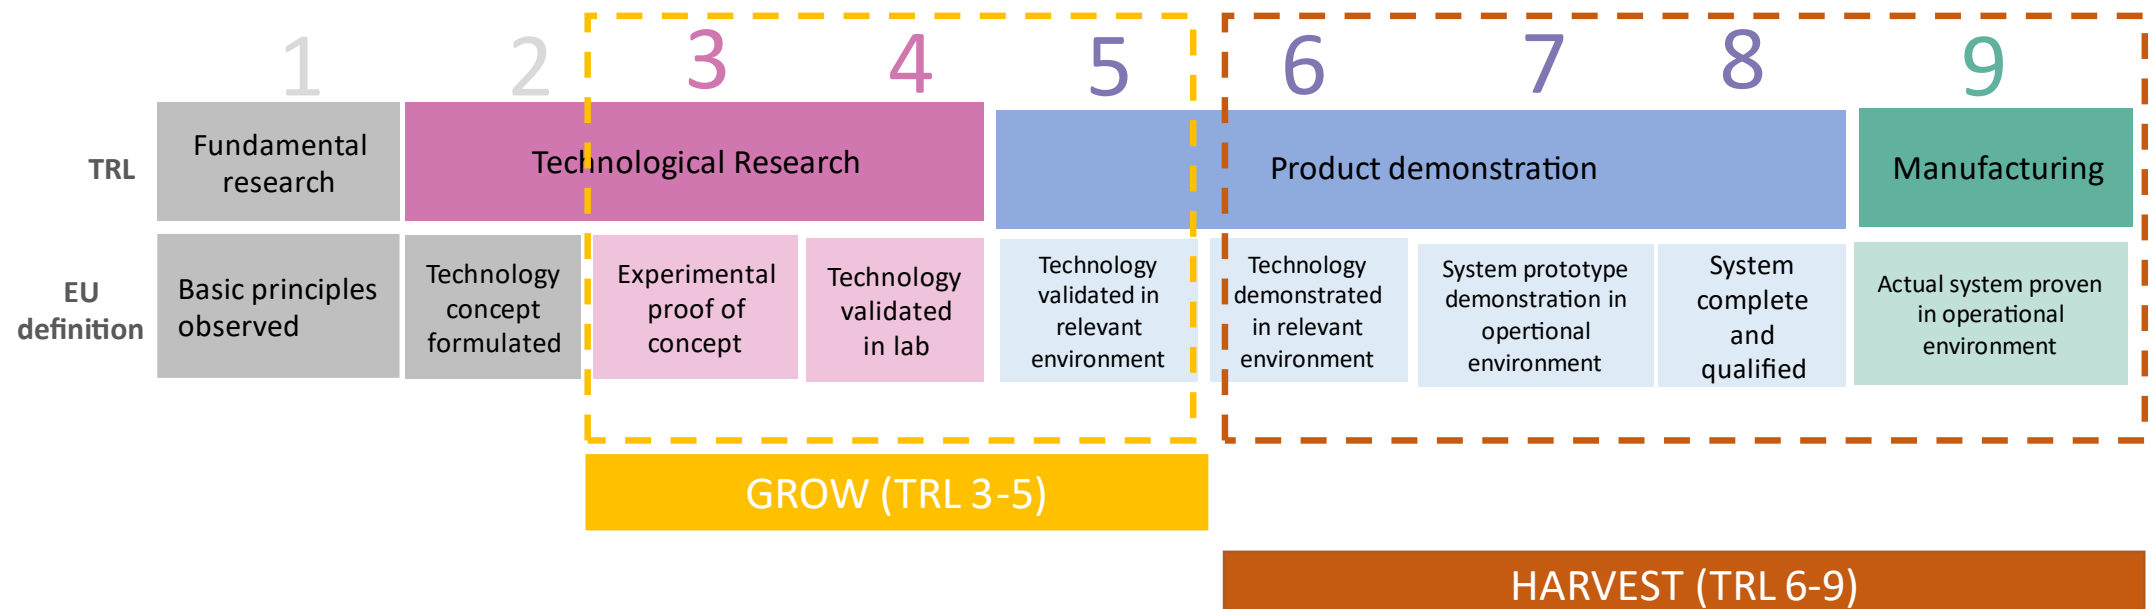 1 2 3 4 5 6 7 8 9
TRL
Fundamental
research
Technological Research
Product demonstration
Manufacturing
EU
definition
Basic principles
observed
Technology
concept
formulated
Experimental
proof of
concept
Technology
validated
in lab
Technology
validated in
relevant
environment
Technology
demonstrated
in relevant
environment
System prototype
demonstration in
opertional
environment
System
complete
and
qualified
Actual system proven
in operational
environment
GROW (TRL 3-5)
HARVEST (TRL 6-9)